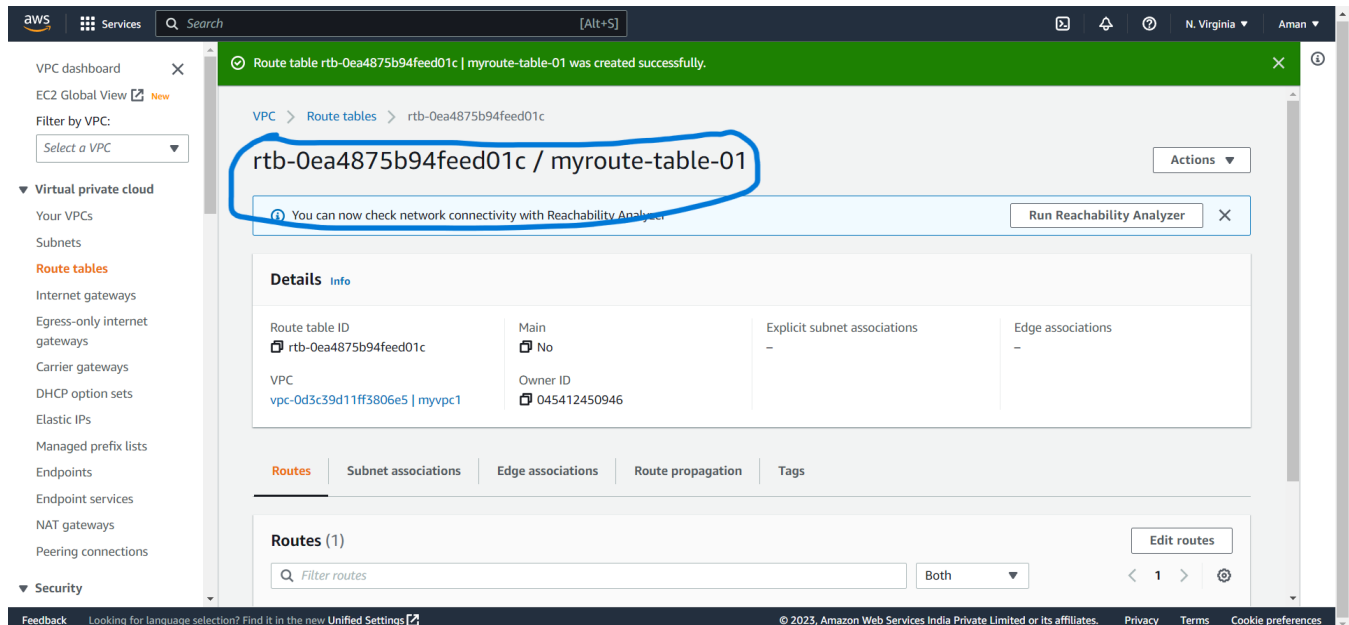 aws Services Search [Alt+S] N. Virginia ▼ Aman ▼
VPC dashboard
EC2 Global View New
Filter by VPC:
Select a VPC
Virtual private cloud
Your VPCs
Subnets
Route tables
Internet gateways
Egress-only internet
gateways
Carrier gateways
DHCP option sets
Elastic IPs
Managed prefix lists
Endpoints
Endpoint services
NAT gateways
Peering connections
Security
Route table rtb-0ea4875b94feed01c | myroute-table-01 was created successfully.
VPC > Route tables > rtb-0ea4875b94feed01c
rtb-0ea4875b94feed01c / myroute-table-01
Actions ▼
You can now check network connectivity with Reachability Analyzer
Run Reachability Analyzer
Details Info
Route table ID
rtb-0ea4875b94feed01c
Main
No
Explicit subnet associations
–
Edge associations
–
VPC
vpc-0d3c39d11ff3806e5 | myvpc1
Owner ID
045412450946
Routes Subnet associations Edge associations Route propagation Tags
Routes (1)
Edit routes
Filter routes
Both
< 1 >
Feedback Looking for language selection? Find it in the new Unified Settings © 2023, Amazon Web Services India Private Limited or its affiliates. Privacy Terms Cookie preferences